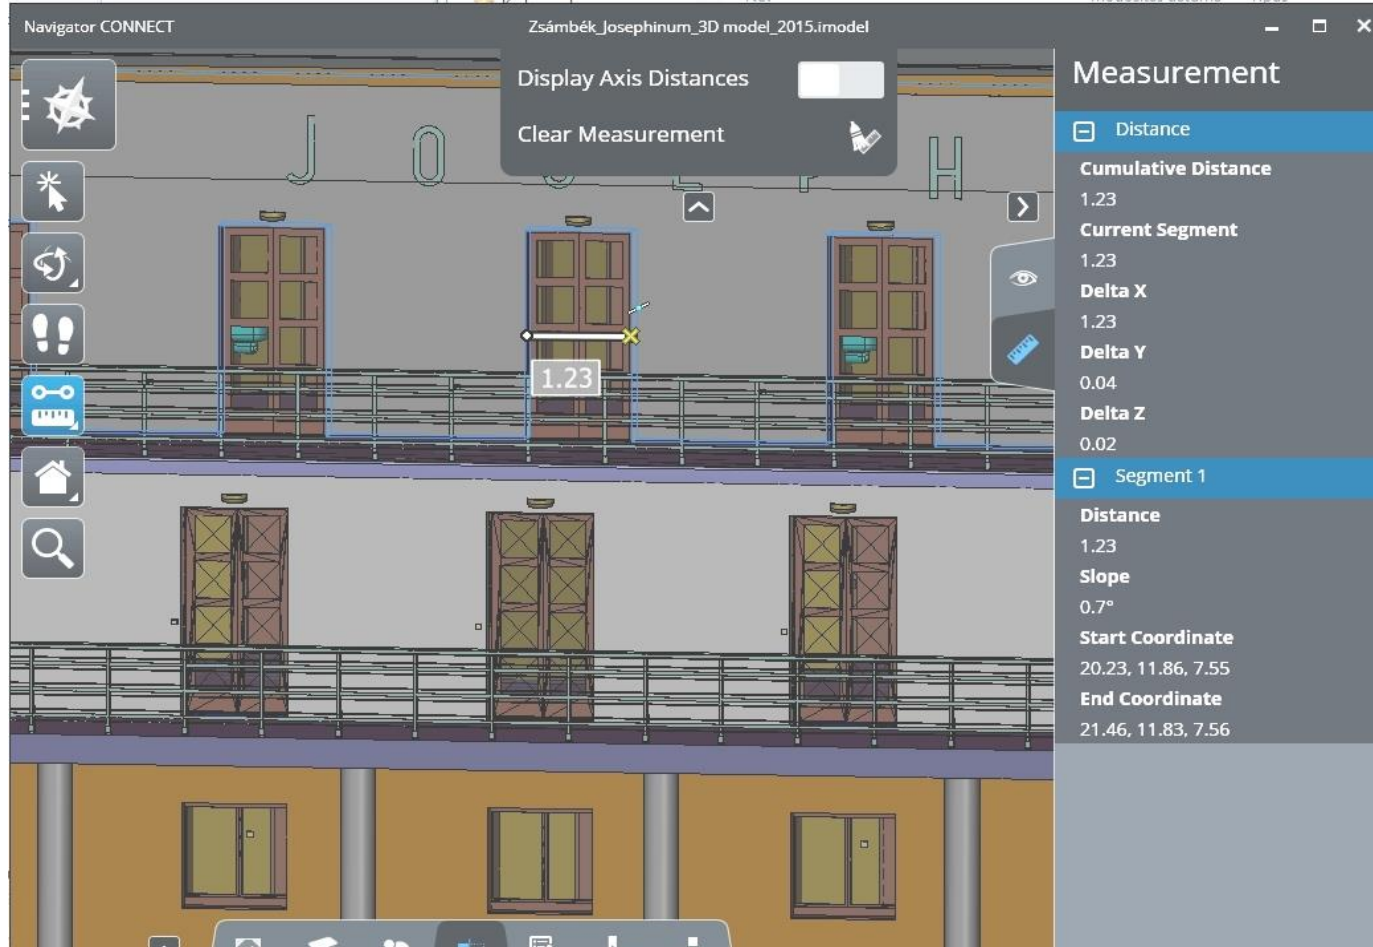 Navigator CONNECT
Zsámbék_Josephinum_3D model_2015.imodel
Display Axis Distances
Clear Measurement
J O
P H
1.23
Measurement
Distance
Cumulative Distance
1.23
Current Segment
1.23
Delta X
1.23
Delta Y
0.04
Delta Z
0.02
Segment 1
Distance
1.23
Slope
0.7°
Start Coordinate
20.23, 11.86, 7.55
End Coordinate
21.46, 11.83, 7.56